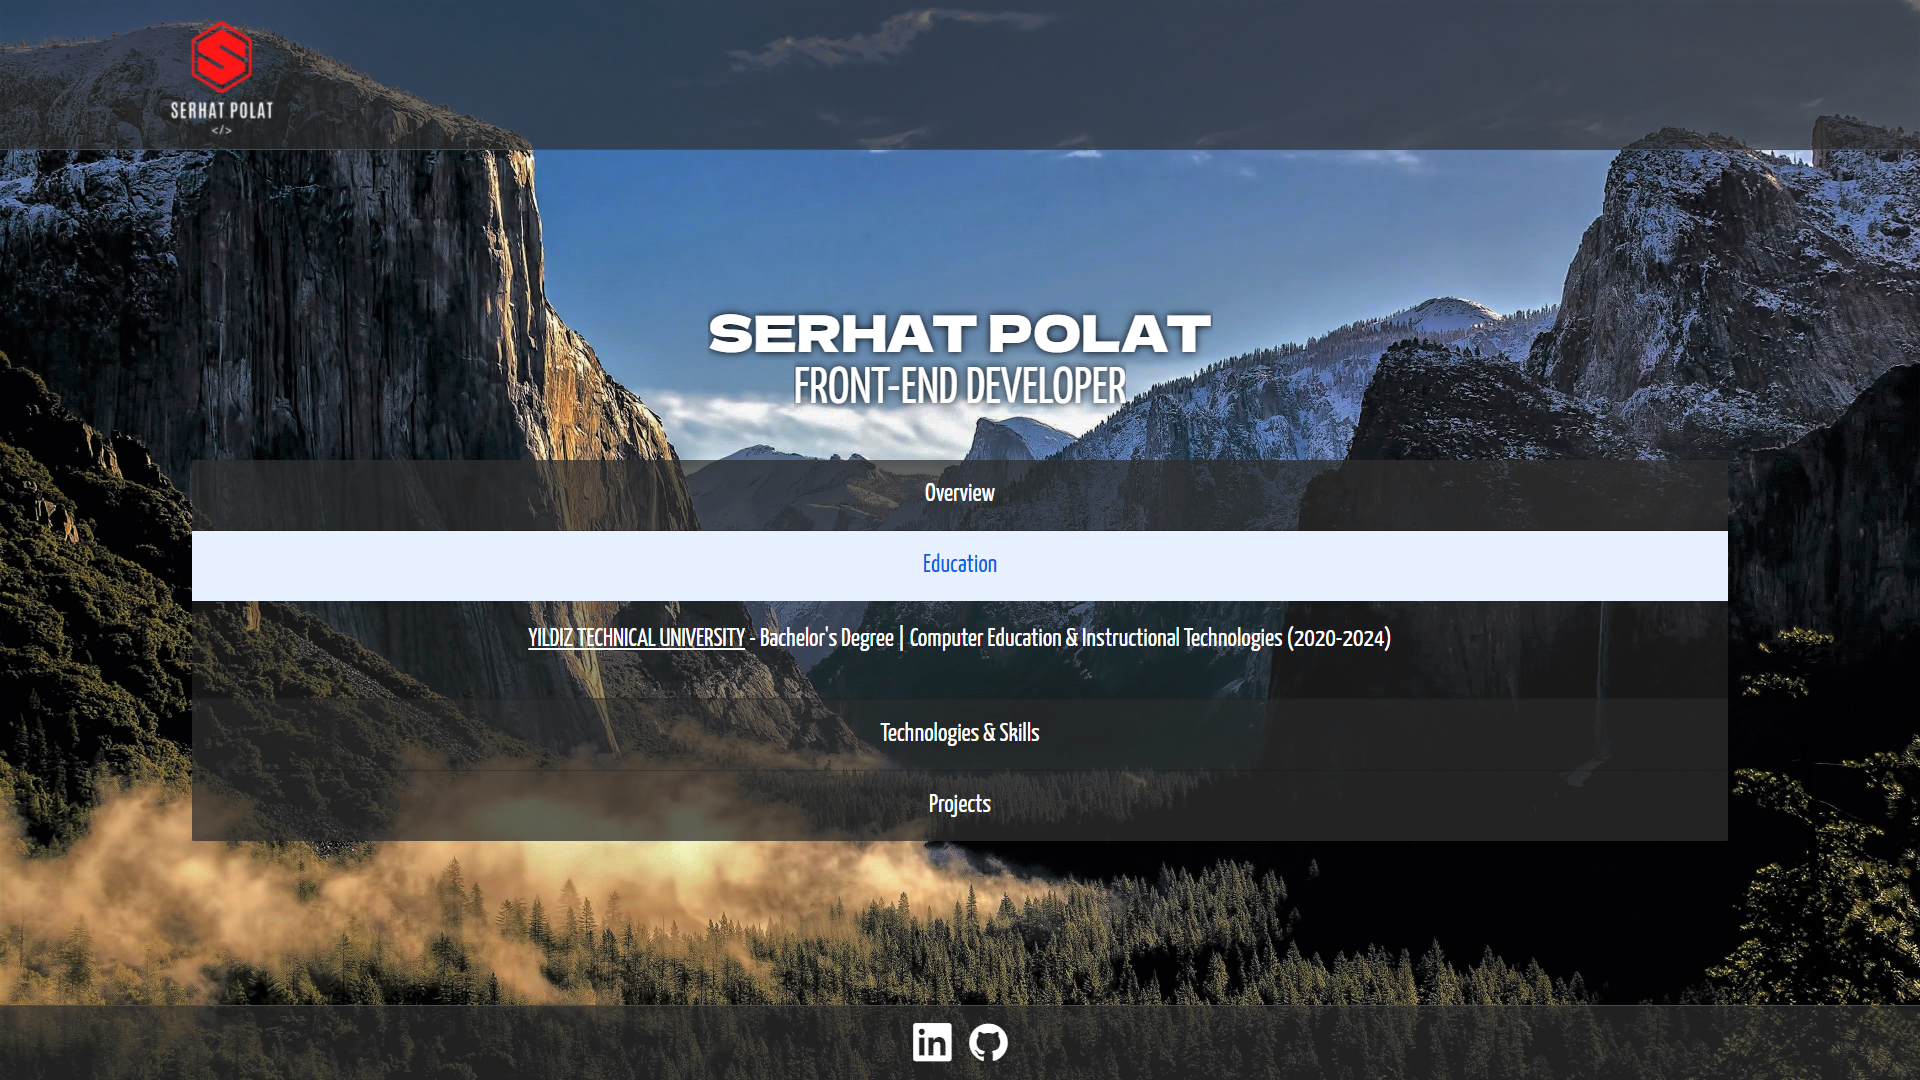 SERHAT POLAT
</>
SERHAT POLAT
FRONT-END DEVELOPER
Overview
Education
YILDIZ TECHNICAL UNIVERSITY - Bachelor's Degree | Computer Education & Instructional Technologies (2020-2024)
Technologies & Skills
Projects
in